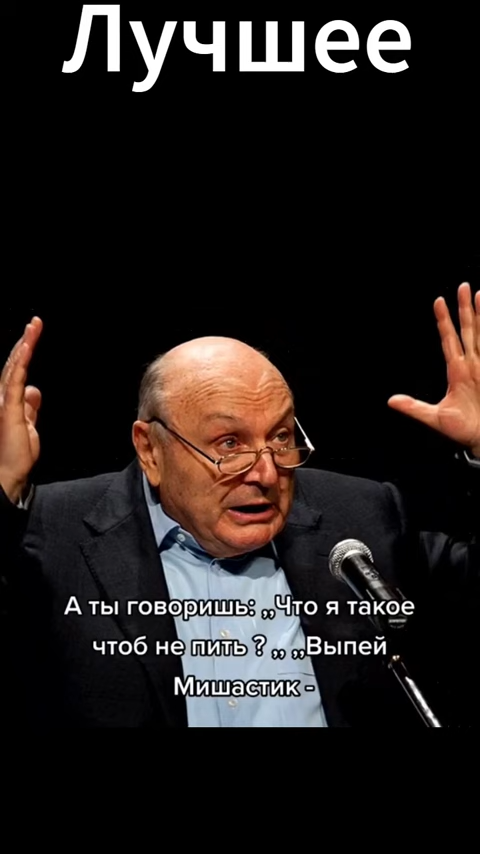 Лучшее
А ты говоришь: ,,Что я такое
чтоб не пить ? ,, ,,Выпей
Мишастик -